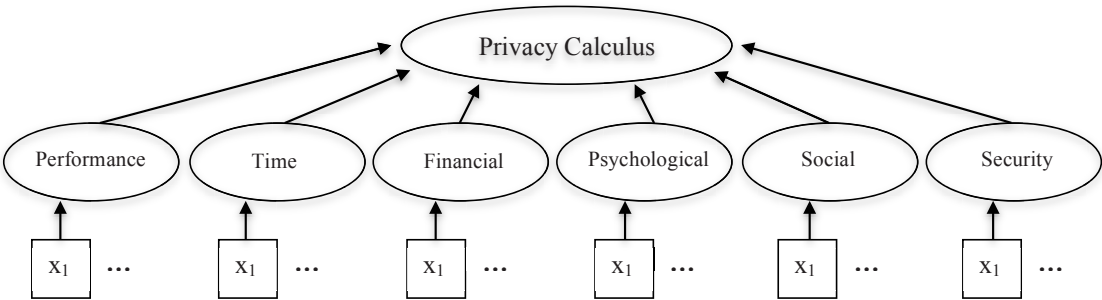 Privacy Calculus
Performance Time Financial Psychological Social Security
x₁ ... x₁ ... x₁ ... x₁ ... x₁ ... x₁ ...